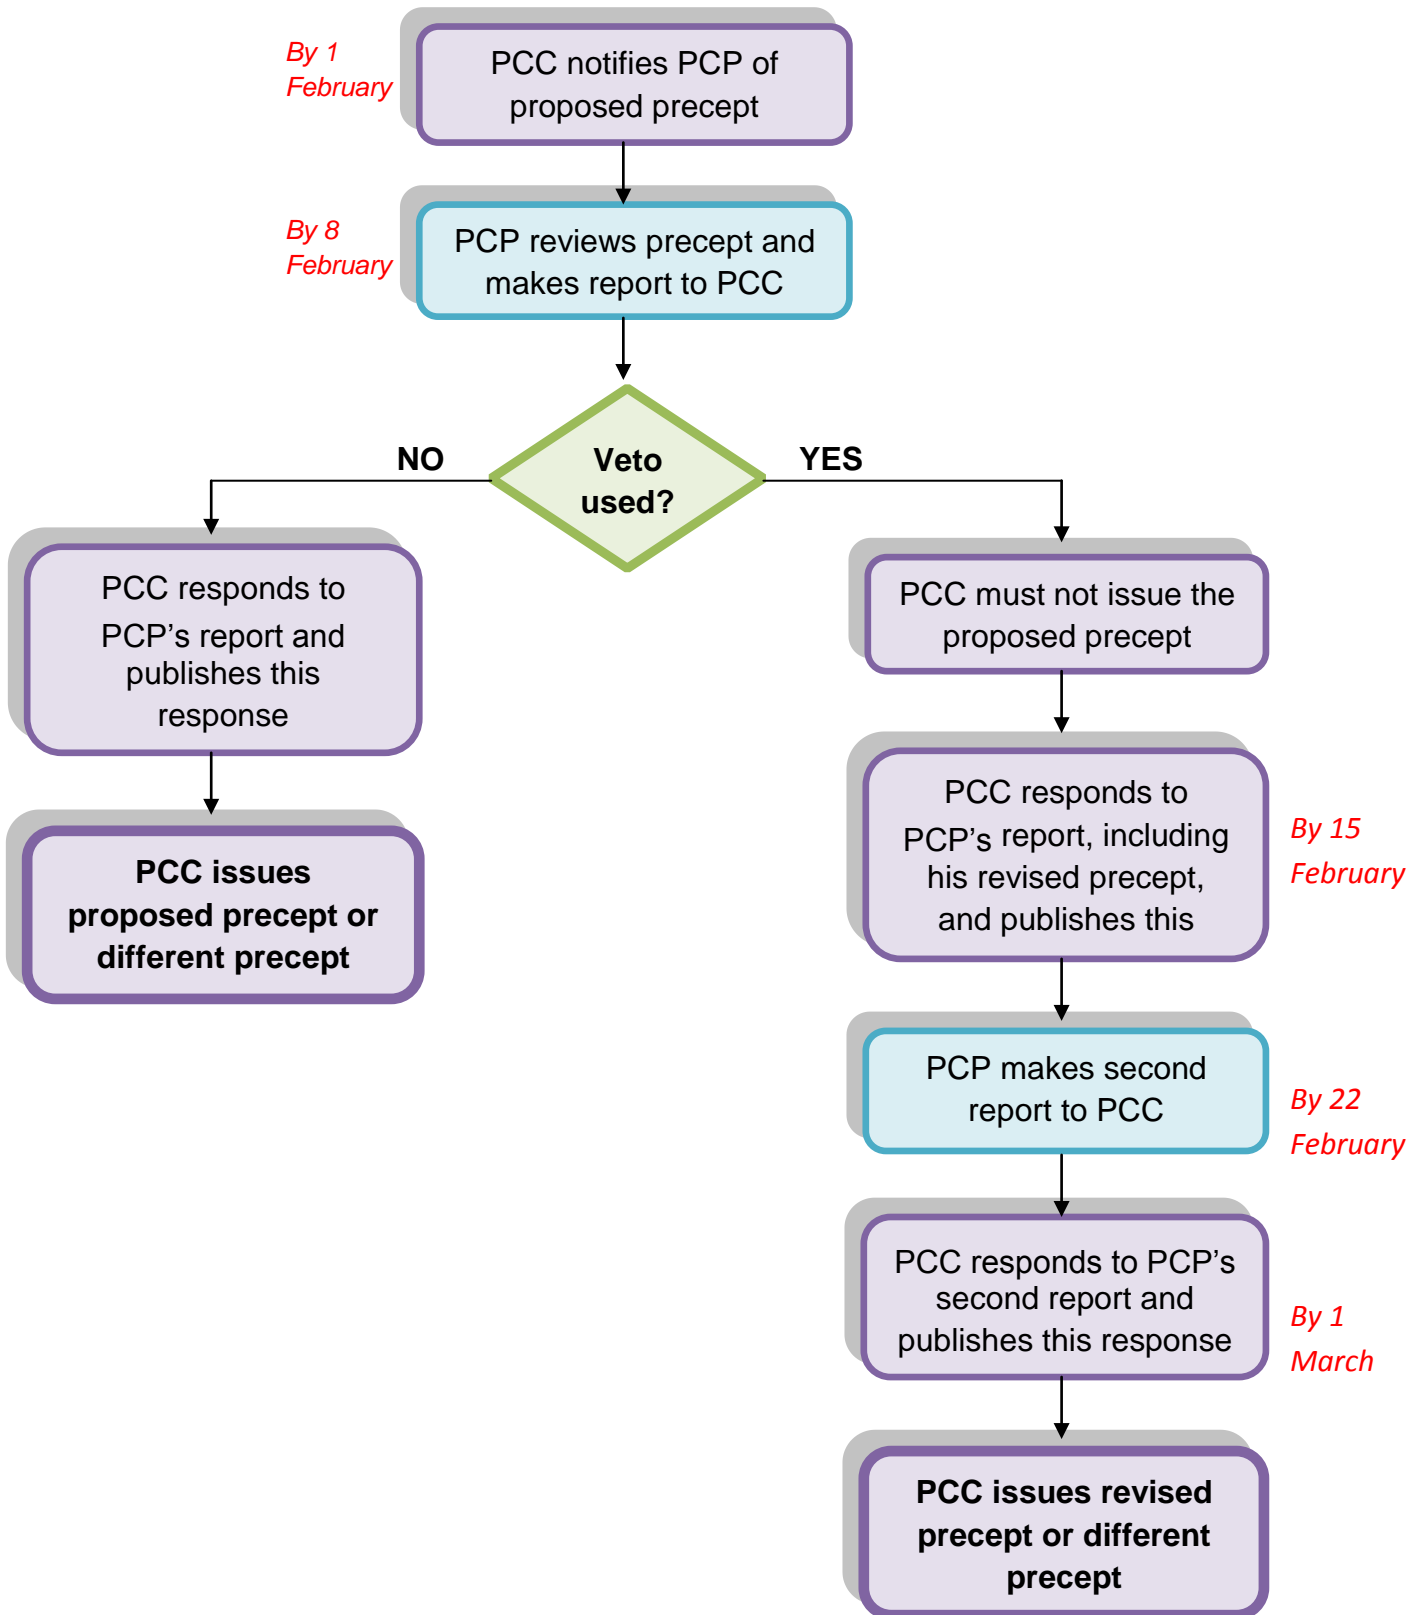 By 1
February
PCC notifies PCP of
proposed precept
By 8
February
PCP reviews precept and
makes report to PCC
Veto
used?
NO
YES
PCC responds to
PCP’s report and
publishes this
response
PCC issues
proposed precept or
different precept
PCC must not issue the
proposed precept
PCC responds to
PCP’s report, including
his revised precept,
and publishes this
By 15
February
PCP makes second
report to PCC
By 22
February
PCC responds to PCP’s
second report and
publishes this response
By 1
March
PCC issues revised
precept or different
precept